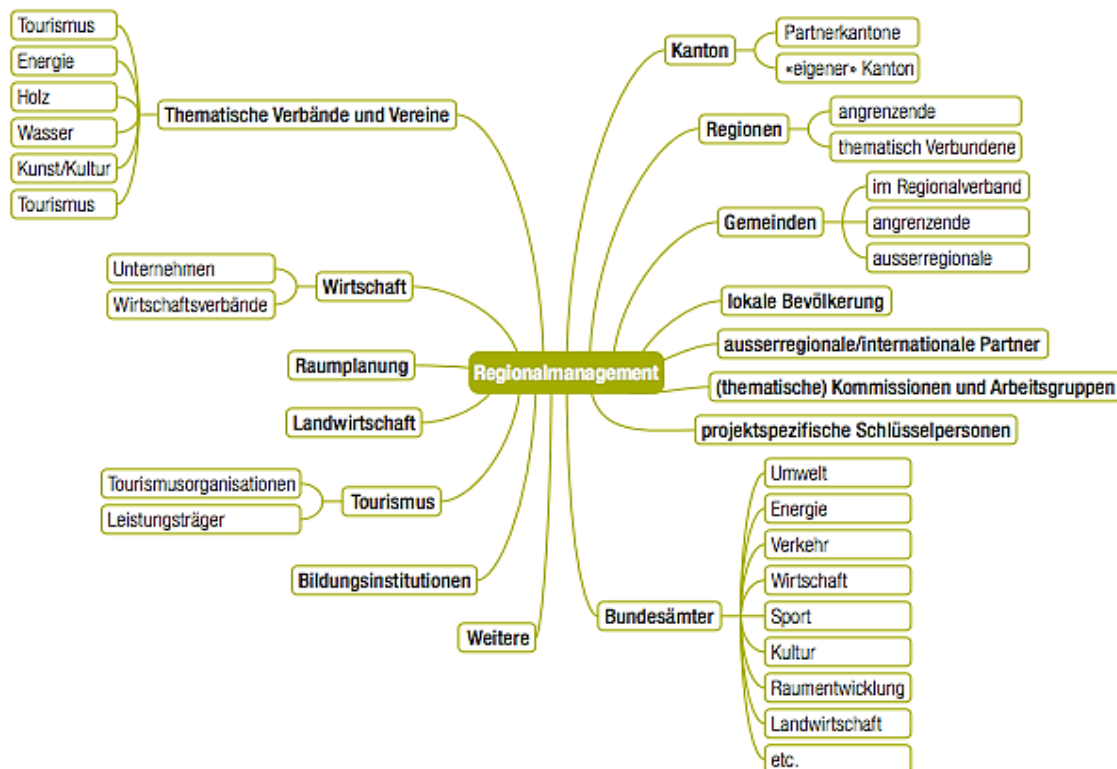 Tourismus
Energie
Holz
Wasser
Kunst/Kultur
Tourismus
Thematische Verbände und Vereine
Unternehmen
Wirtschaftsverbände
Wirtschaft
Raumplanung
Landwirtschaft
Tourismusorganisationen
Leistungsträger
Tourismus
Bildungsinstitutionen
Weitere
Regionalmanagement
Kanton
Partnerkantone
«eigener» Kanton
Regionen
angrenzende
thematisch Verbundene
Gemeinden
im Regionalverband
angrenzende
ausserregionale
lokale Bevölkerung
ausserregionale/internationale Partner
(thematische) Kommissionen und Arbeitsgruppen
projektspezifische Schlüsselpersonen
Bundesämter
Umwelt
Energie
Verkehr
Wirtschaft
Sport
Kultur
Raumentwicklung
Landwirtschaft
etc.